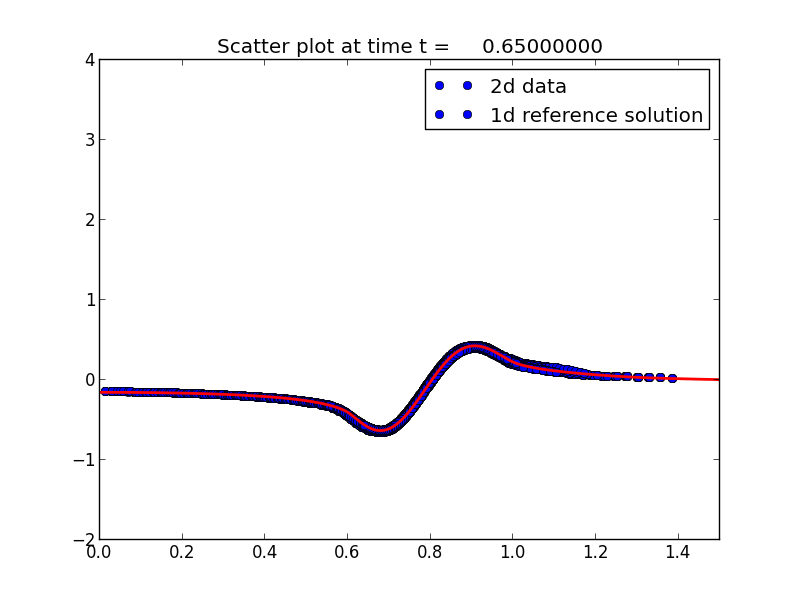 Scatter plot at time t =     0.65000000
4
2d data
1d reference solution
3
2
1
0
−1
−2
0.0 0.2 0.4 0.6 0.8 1.0 1.2 1.4